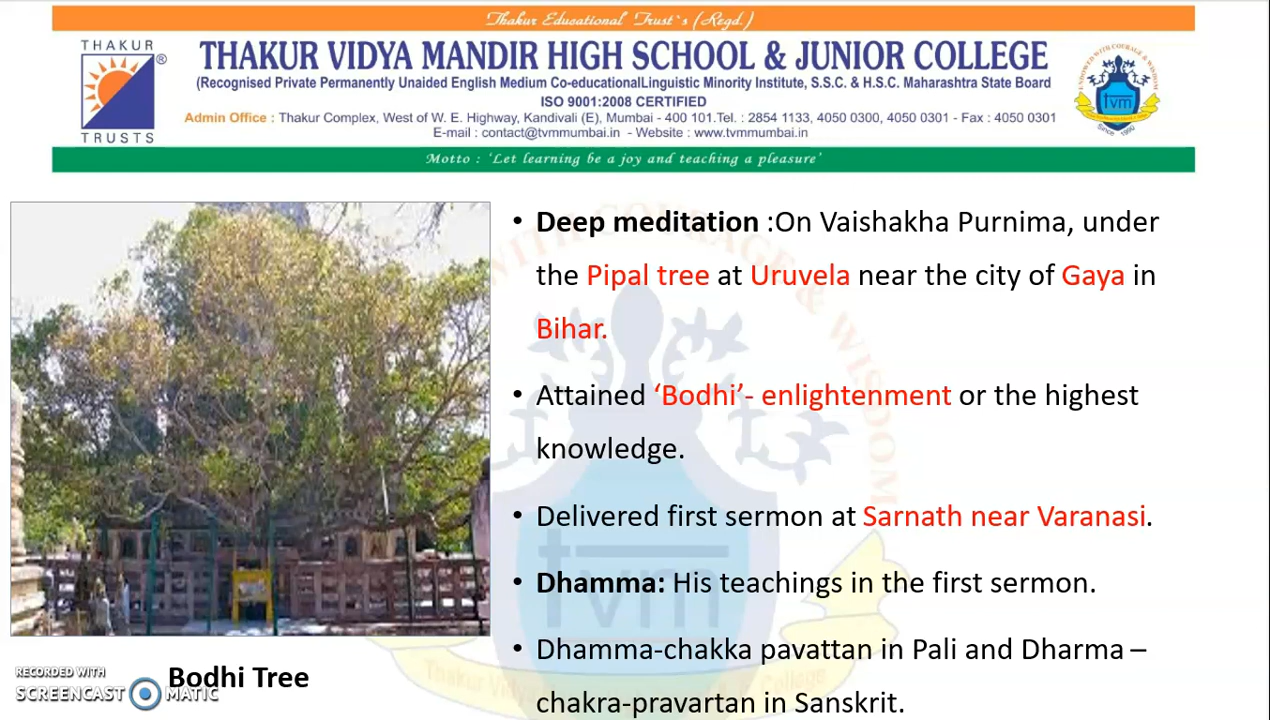 Thakur Educational Trust`s (Regd.)
THAKUR
®
TRUSTS
THAKUR VIDYA MANDIR HIGH SCHOOL & JUNIOR COLLEGE
(Recognised Private Permanently Unaided English Medium Co-educationalLinguistic Minority Institute, S.S.C. & H.S.C. Maharashtra State Board
ISO 9001:2008 CERTIFIED
Admin Office : Thakur Complex, West of W. E. Highway, Kandivali (E), Mumbai - 400 101.Tel. : 2854 1133, 4050 0300, 4050 0301 - Fax : 4050 0301
E-mail : contact@tvmmumbai.in - Website : www.tvmmumbai.in
tvm
Since 1990
Motto : 'Let learning be a joy and teaching a pleasure'
• Deep meditation :On Vaishakha Purnima, under
the Pipal tree at Uruvela near the city of Gaya in
Bihar.
• Attained ‘Bodhi’- enlightenment or the highest
knowledge.
• Delivered first sermon at Sarnath near Varanasi.
• Dhamma: His teachings in the first sermon.
• Dhamma-chakka pavattan in Pali and Dharma –
chakra-pravartan in Sanskrit.
Bodhi Tree
RECORDED WITH
SCREENCAST MATIC
WITH COURAGE & WISDOM
tvm